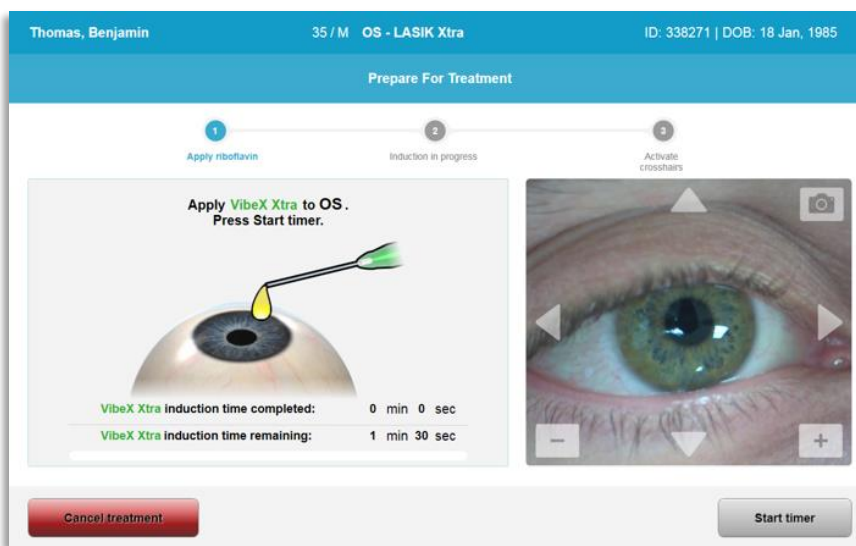 Thomas, Benjamin 35 / M OS - LASIK Xtra ID: 338271 | DOB: 18 Jan, 1985
Prepare For Treatment
1 2 3
Apply riboflavin Induction in progress Activate
crosshairs
Apply VibeX Xtra to OS.
Press Start timer.
VibeX Xtra induction time completed: 0 min 0 sec
VibeX Xtra induction time remaining: 1 min 30 sec
- +
Cancel treatment Start timer